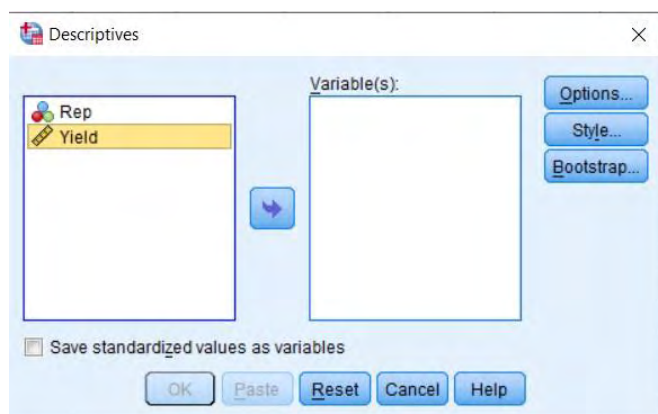 Descriptives
Variable(s):
Rep
Yield
Options...
Style...
Bootstrap...
Save standardized values as variables
OK
Paste
Reset
Cancel
Help